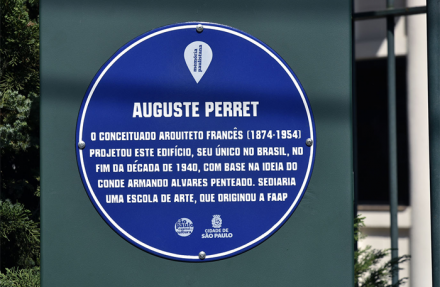 memória
paulistana
AUGUSTE PERRET
O CONCEITUADO ARQUITETO FRANCÊS (1874-1954)
PROJETOU ESTE EDIFÍCIO, SEU ÚNICO NO BRASIL, NO
FIM DA DÉCADA DE 1940, COM BASE NA IDEIA DO
CONDE ARMANDO ALVARES PENTEADO. SEDIARIA
UMA ESCOLA DE ARTE, QUE ORIGINOU A FAAP
CIDADE DE
SÃO PAULO